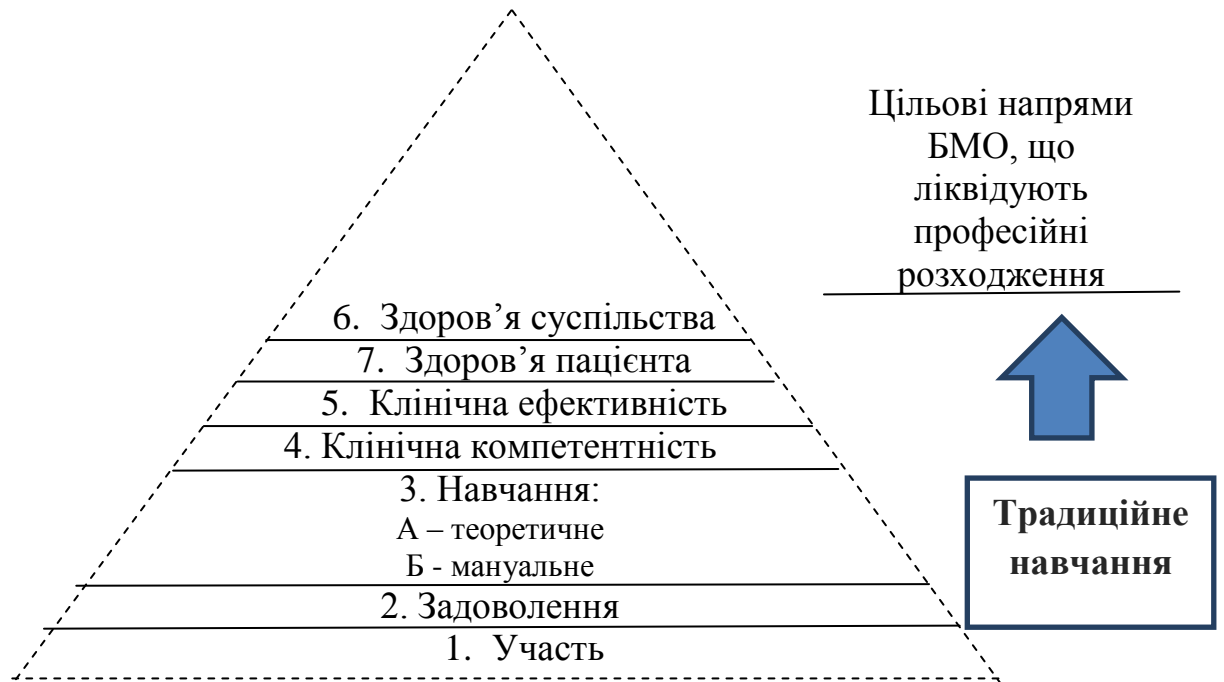 Цільові напрями
БМО, що
ліквідують
професійні
розходження
6. Здоров’я суспільства
7. Здоров’я пацієнта
5. Клінічна ефективність
4. Клінічна компетентність
3. Навчання:
А – теоретичне
Б - мануальне
2. Задоволення
1. Участь
Традиційне
навчання